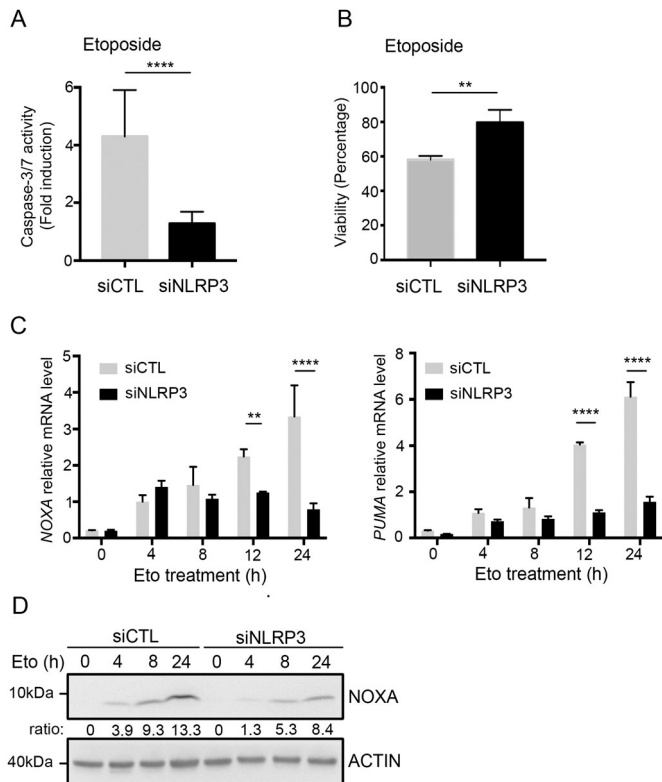 A
Etoposide
****
Caspase-3/7 activity
(Fold induction)
6
4
2
0
siCTL siNLRP3
B
Etoposide
**
Viability (Percentage)
100
80
60
40
20
0
siCTL siNLRP3
C
NOXA relative mRNA level
5
4
3
2
1
0
siCTL
siNLRP3
**
****
0 4 8 12 24
Eto treatment (h)
PUMA relative mRNA level
8
6
4
2
0
siCTL
siNLRP3
****
****
0 4 8 12 24
Eto treatment (h)
D
siCTL siNLRP3
Eto (h) 0 4 8 24 0 4 8 24
10kDa NOXA
ratio: 0 3.9 9.3 13.3 0 1.3 5.3 8.4
40kDa ACTIN